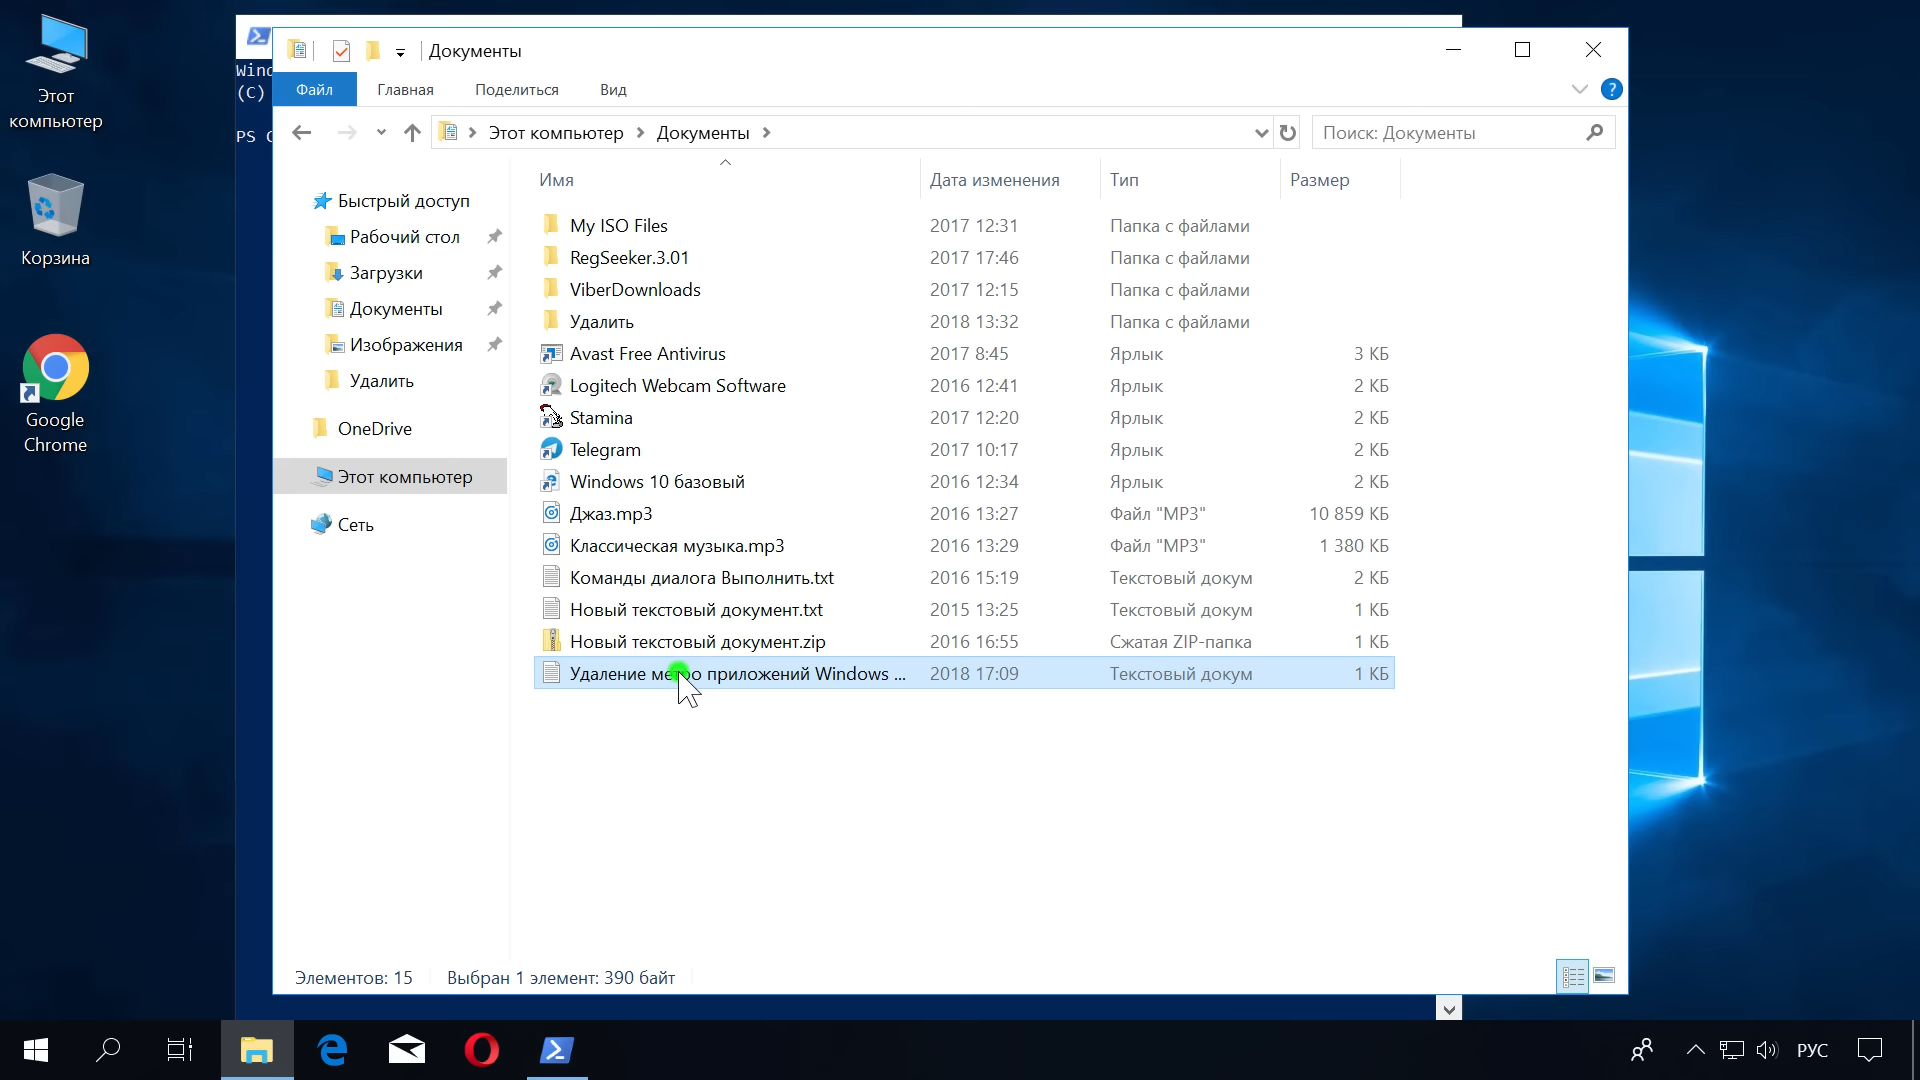 Этот
компьютер
Корзина
Google
Chrome
Wind
(C)
PS C
Документы
Файл Главная Поделиться Вид
Этот компьютер Документы
Поиск: Документы
Быстрый доступ
Рабочий стол
Загрузки
Документы
Изображения
Удалить
OneDrive
Этот компьютер
Сеть
Имя Дата изменения Тип Размер
My ISO Files 2017 12:31 Папка с файлами
RegSeeker.3.01 2017 17:46 Папка с файлами
ViberDownloads 2017 12:15 Папка с файлами
Удалить 2018 13:32 Папка с файлами
Avast Free Antivirus 2017 8:45 Ярлык 3 КБ
Logitech Webcam Software 2016 12:41 Ярлык 2 КБ
Stamina 2017 12:20 Ярлык 2 КБ
Telegram 2017 10:17 Ярлык 2 КБ
Windows 10 базовый 2016 12:34 Ярлык 2 КБ
Джаз.mp3 2016 13:27 Файл "MP3" 10 859 КБ
Классическая музыка.mp3 2016 13:29 Файл "MP3" 1 380 КБ
Команды диалога Выполнить.txt 2016 15:19 Текстовый докум 2 КБ
Новый текстовый документ.txt 2015 13:25 Текстовый докум 1 КБ
Новый текстовый документ.zip 2016 16:55 Сжатая ZIP-папка 1 КБ
Удаление метро приложений Windows ... 2018 17:09 Текстовый докум 1 КБ
Элементов: 15 Выбран 1 элемент: 390 байт
РУС